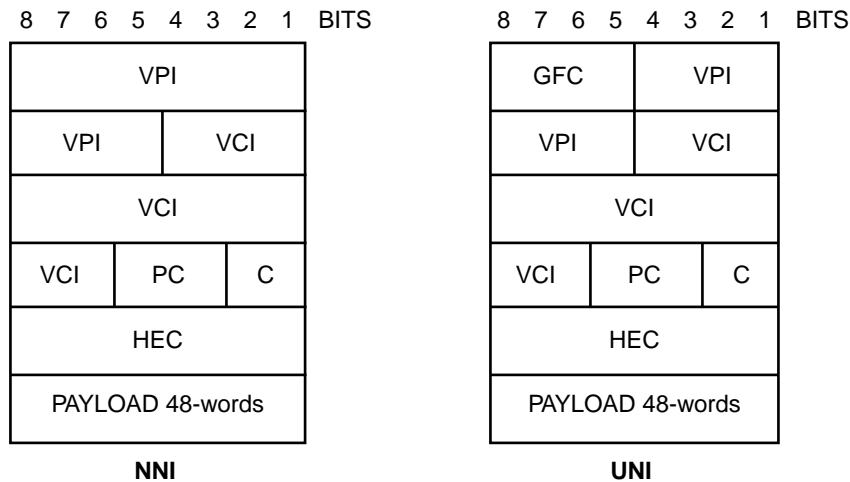 8 7 6 5 4 3 2 1 BITS
VPI
VPI VCI
VCI
VCI PC C
HEC
PAYLOAD 48-words
NNI
8 7 6 5 4 3 2 1 BITS
GFC VPI
VPI VCI
VCI
VCI PC C
HEC
PAYLOAD 48-words
UNI